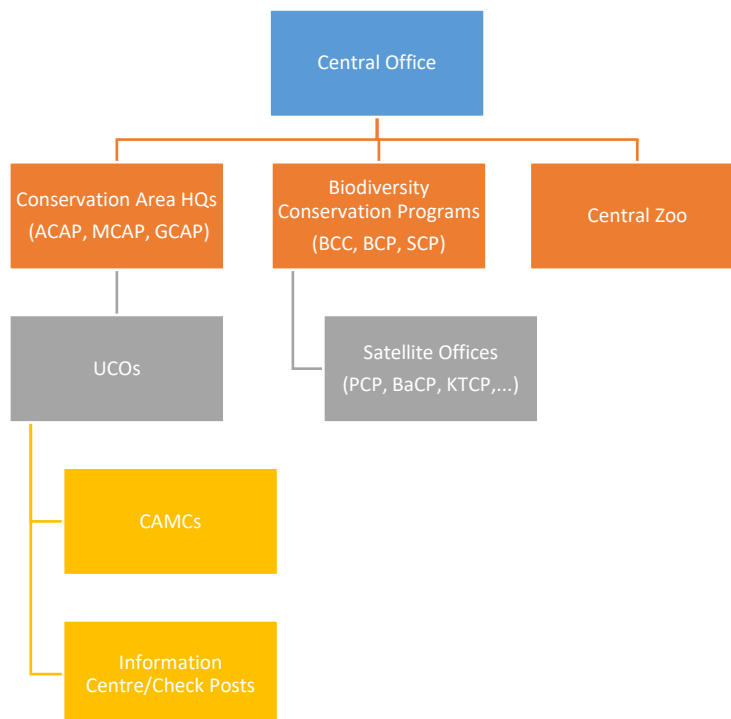 Central Office
Conservation Area HQs
(ACAP, MCAP, GCAP)
Biodiversity
Conservation Programs
(BCC, BCP, SCP)
Central Zoo
UCOs
Satellite Offices
(PCP, BaCP, KTCP,...)
CAMCs
Information
Centre/Check Posts